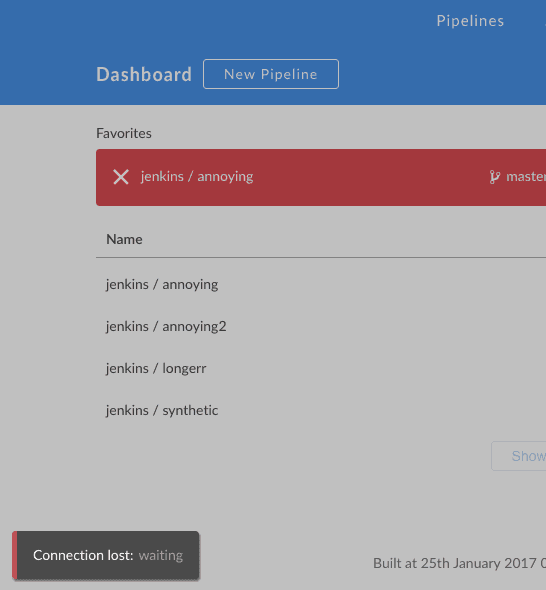 Pipelines
Dashboard New Pipeline
Favorites
jenkins / annoying master
Name
jenkins / annoying
jenkins / annoying2
jenkins / longerr
jenkins / synthetic
Show
Connection lost: waiting
Built at 25th January 2017